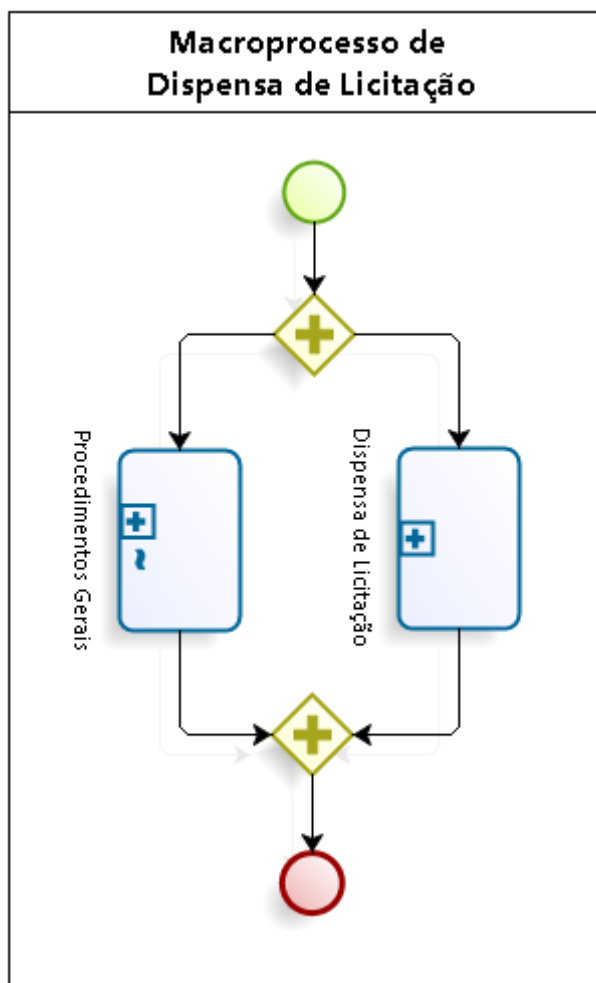 Macroprocesso de
Dispensa de Licitação
Procedimentos Gerais
Dispensa de Licitação